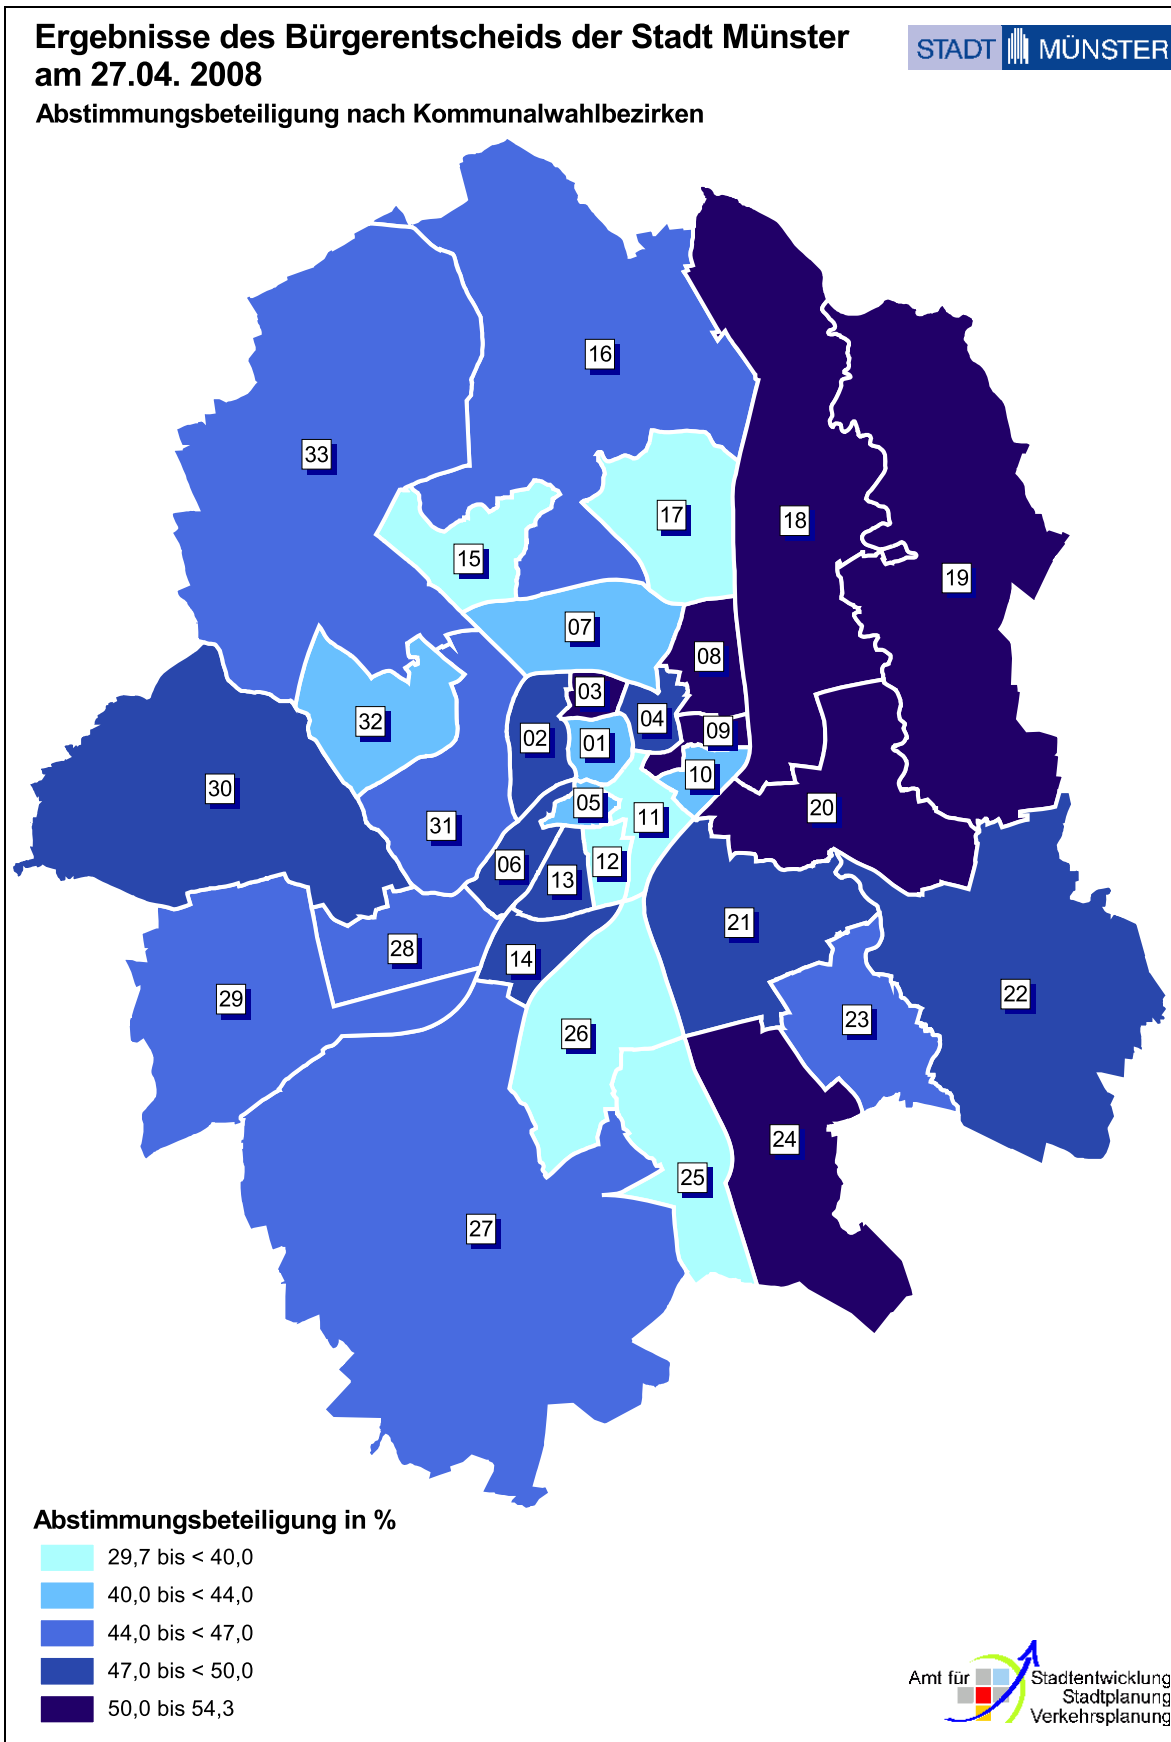 Ergebnisse des Bürgerentscheids der Stadt Münster
am 27.04. 2008
Abstimmungsbeteiligung nach Kommunalwahlbezirken
STADT MÜNSTER
16
33
17
18
15
19
07
08
03
04
32
09
02
01
10
30
05
20
11
31
12
06
13
21
28
14
22
29
23
26
24
25
27
Abstimmungsbeteiligung in %
29,7 bis < 40,0
40,0 bis < 44,0
44,0 bis < 47,0
47,0 bis < 50,0
50,0 bis 54,3
Amt für Stadtentwicklung
Stadtplanung
Verkehrsplanung